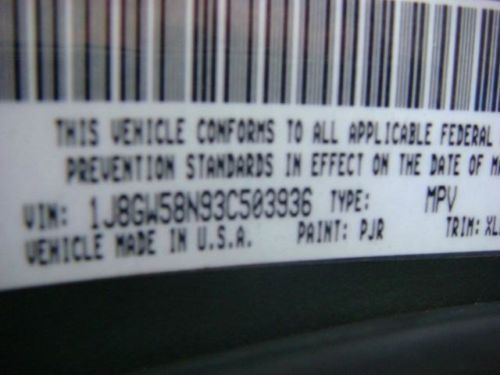 THIS VEHICLE CONFORMS TO ALL APPLICABLE FEDERAL
PREVENTION STANDARDS IN EFFECT ON THE DATE OF
VIN: 1J8GW58N93C503936 TYPE: MPV
VEHICLE MADE IN U.S.A. PAINT: PJR TRIM: